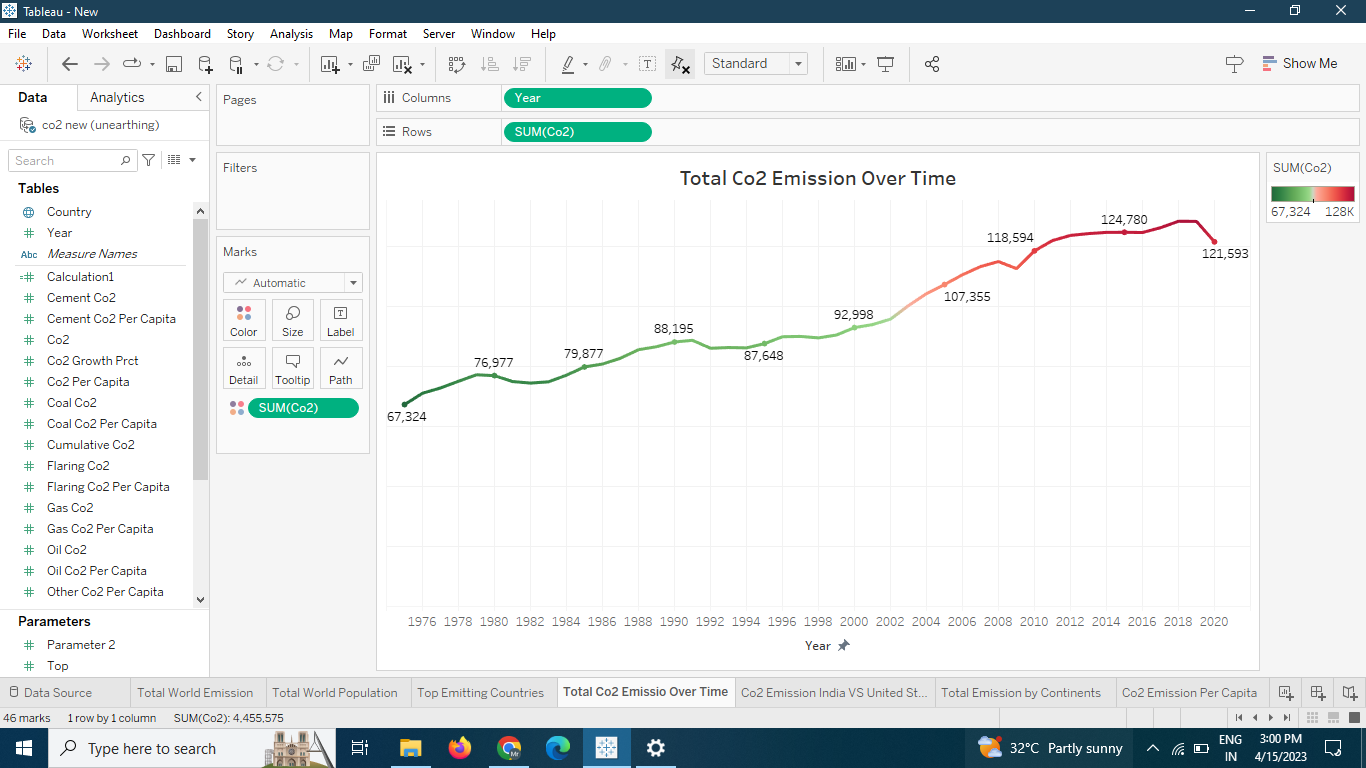 Tableau - New
File Data Worksheet Dashboard Story Analysis Map Format Server Window Help
Standard
Show Me
Data Analytics
co2 new (unearthing)
Search
Tables
Country
Year
Abc Measure Names
Calculation1
Cement Co2
Cement Co2 Per Capita
Co2
Co2 Growth Prct
Co2 Per Capita
Coal Co2
Coal Co2 Per Capita
Cumulative Co2
Flaring Co2
Flaring Co2 Per Capita
Gas Co2
Gas Co2 Per Capita
Oil Co2
Oil Co2 Per Capita
Other Co2 Per Capita
Parameters
Parameter 2
Top
Pages
Filters
Marks
Automatic
Color Size Label
Detail Tooltip Path
SUM(Co2)
Columns Year
Rows SUM(Co2)
Total Co2 Emission Over Time
67,324
76,977
79,877
88,195
87,648
92,998
107,355
118,594
124,780
121,593
1976 1978 1980 1982 1984 1986 1988 1990 1992 1994 1996 1998 2000 2002 2004 2006 2008 2010 2012 2014 2016 2018 2020
Year
SUM(Co2)
67,324 128K
Data Source Total World Emission Total World Population Top Emitting Countries Total Co2 Emissio Over Time Co2 Emission India VS United St... Total Emission by Continents Co2 Emission Per Capita
46 marks 1 row by 1 column SUM(Co2): 4,455,575
Type here to search
32°C Partly sunny
ENG
IN
3:00 PM
4/15/2023